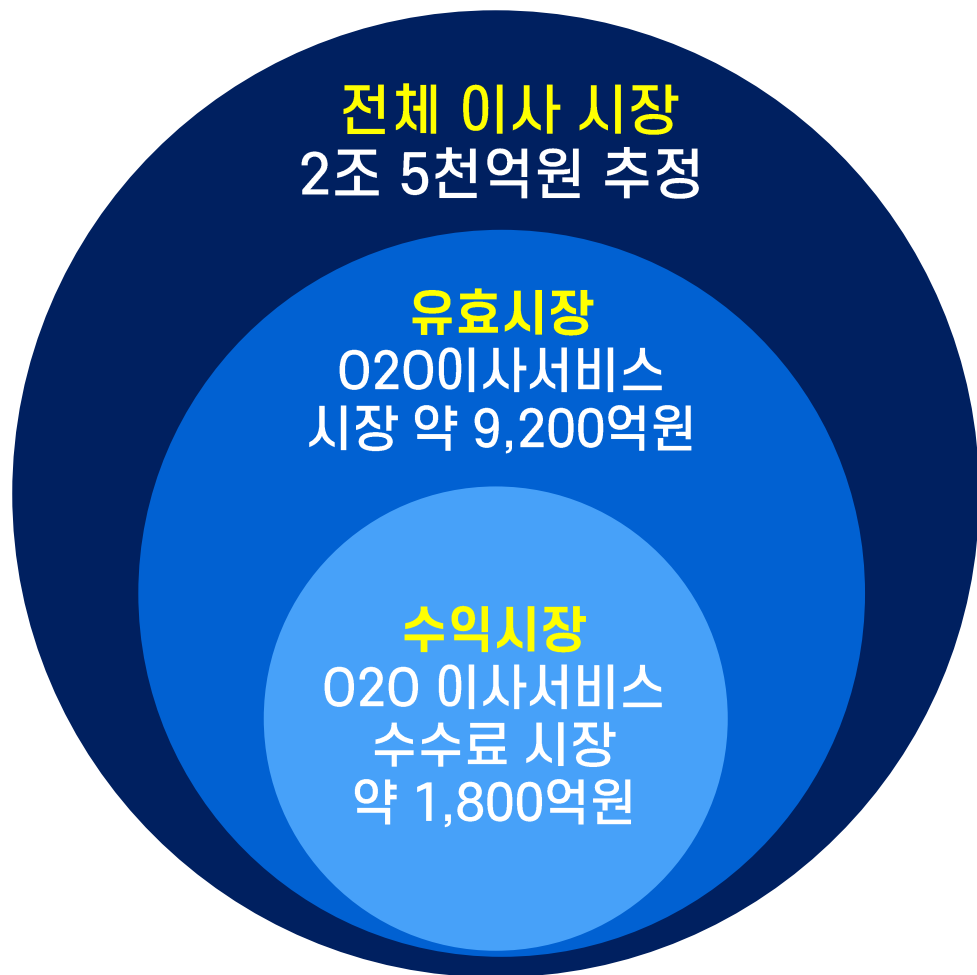 전체 이사 시장
2조 5천억원 추정
유효시장
O2O이사서비스
시장 약 9,200억원
수익시장
O2O 이사서비스
수수료 시장
약 1,800억원